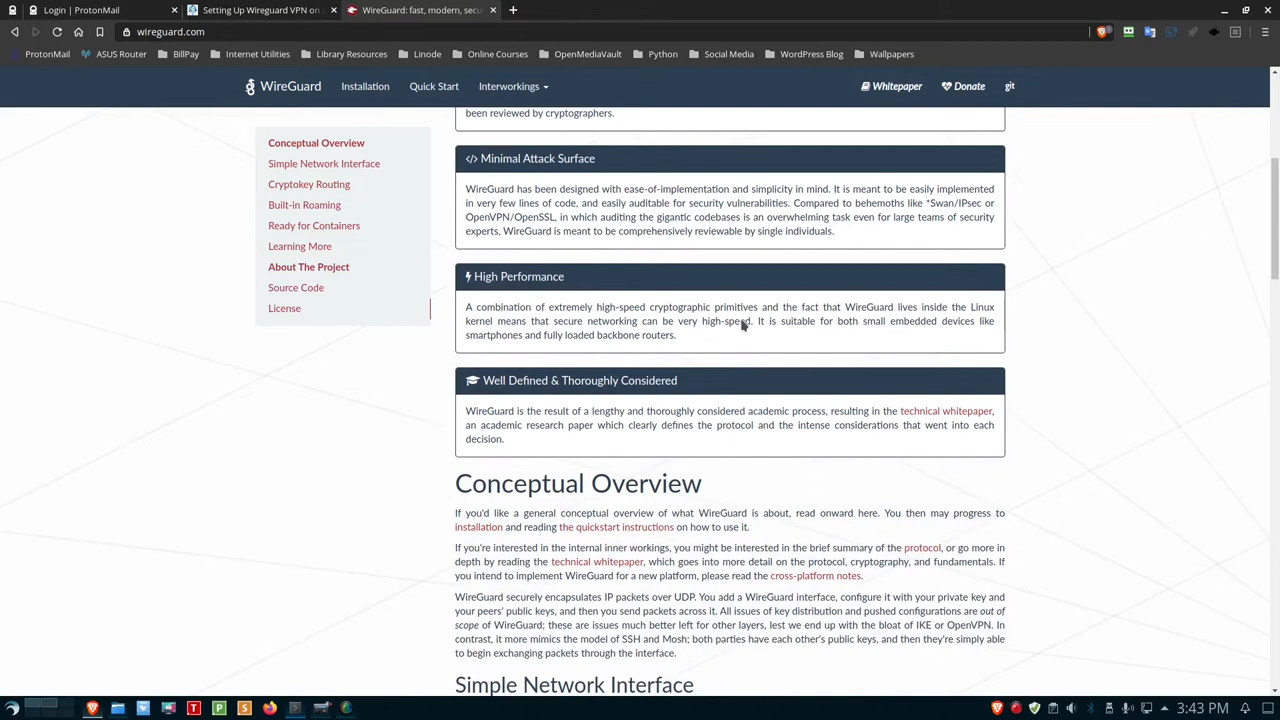 Login | ProtonMail
Setting Up Wireguard VPN on
WireGuard: fast, modern, secu
wireguard.com
ProtonMail
ASUS Router
BillPay
Internet Utilities
Library Resources
Linode
Online Courses
OpenMediaVault
Python
Social Media
WordPress Blog
Wallpapers
WireGuard
Installation
Quick Start
Interworkings
Whitepaper
Donate
git
Conceptual Overview
Simple Network Interface
Cryptokey Routing
Built-in Roaming
Ready for Containers
Learning More
About The Project
Source Code
License
been reviewed by cryptographers.
</> Minimal Attack Surface
WireGuard has been designed with ease-of-implementation and simplicity in mind. It is meant to be easily implemented
in very few lines of code, and easily auditable for security vulnerabilities. Compared to behemoths like *Swan/IPsec or
OpenVPN/OpenSSL, in which auditing the gigantic codebases is an overwhelming task even for large teams of security
experts, WireGuard is meant to be comprehensively reviewable by single individuals.
High Performance
A combination of extremely high-speed cryptographic primitives and the fact that WireGuard lives inside the Linux
kernel means that secure networking can be very high-speed. It is suitable for both small embedded devices like
smartphones and fully loaded backbone routers.
Well Defined & Thoroughly Considered
WireGuard is the result of a lengthy and thoroughly considered academic process, resulting in the technical whitepaper,
an academic research paper which clearly defines the protocol and the intense considerations that went into each
decision.
Conceptual Overview
If you'd like a general conceptual overview of what WireGuard is about, read onward here. You then may progress to
installation and reading the quickstart instructions on how to use it.
If you're interested in the internal inner workings, you might be interested in the brief summary of the protocol, or go more in
depth by reading the technical whitepaper, which goes into more detail on the protocol, cryptography, and fundamentals. If
you intend to implement WireGuard for a new platform, please read the cross-platform notes.
WireGuard securely encapsulates IP packets over UDP. You add a WireGuard interface, configure it with your private key and
your peers' public keys, and then you send packets across it. All issues of key distribution and pushed configurations are out of
scope of WireGuard; these are issues much better left for other layers, lest we end up with the bloat of IKE or OpenVPN. In
contrast, it more mimics the model of SSH and Mosh; both parties have each other's public keys, and then they're simply able
to begin exchanging packets through the interface.
Simple Network Interface
T
P
S
3:43 PM